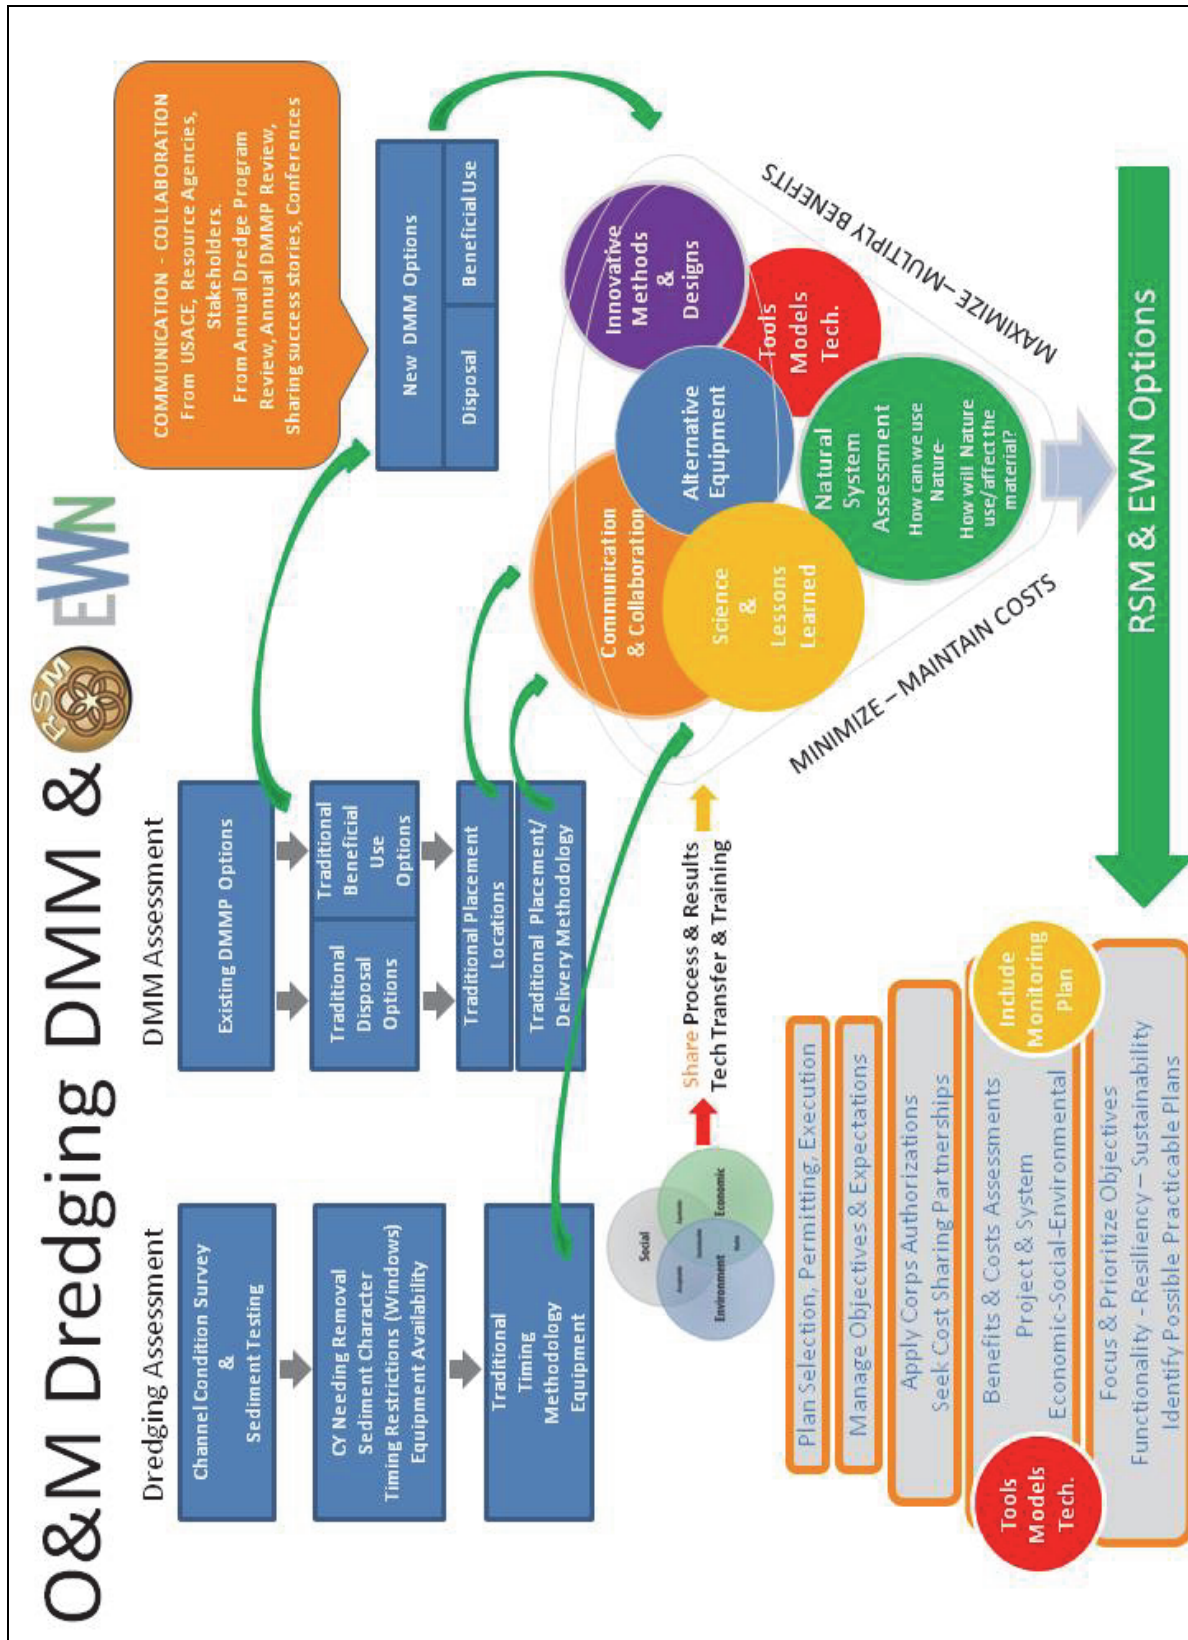 O&M Dredging DMM &
RSM
EWN
Dredging Assessment
Channel Condition Survey
&
Sediment Testing
CY Needing Removal
Sediment Character
Timing Restrictions (Windows)
Equipment Availability
Traditional
Timing
Methodology
Equipment
DMM Assessment
Existing DMMP Options
Traditional
Disposal
Options
Traditional
Beneficial
Use
Options
Traditional Placement
Locations
Traditional Placement/
Delivery Methodology
COMMUNICATION - COLLABORATION
From USACE, Resource Agencies,
Stakeholders.
From Annual Dredge Program
Review, Annual DMMP Review,
Sharing success stories, Conferences
New DMM Options
Disposal
Beneficial Use
Communication
& Collaboration
Innovative
Methods
&
Designs
Alternative
Equipment
Science
&
Lessons
Learned
Tools
Models
Tech.
Natural
System
Assessment
How can we use
Nature-
How will Nature
use/affect the
material?
MINIMIZE – MAINTAIN COSTS
MAXIMIZE–MULTIPLY BENEFITS
RSM & EWN Options
Social
Environment
Economic
Share Process & Results
Tech Transfer & Training
Plan Selection, Permitting, Execution
Manage Objectives & Expectations
Apply Corps Authorizations
Seek Cost Sharing Partnerships
Benefits & Costs Assessments
Project & System
Economic-Social-Environmental
Tools
Models
Tech.
Include
Monitoring
Plan
Focus & Prioritize Objectives
Functionality - Resiliency – Sustainability
Identify Possible Practicable Plans